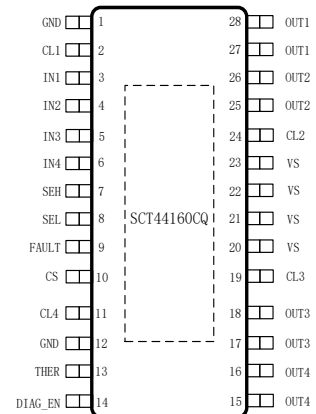 GND 1 28 OUT1
CL1 2 27 OUT1
IN1 3 26 OUT2
IN2 4 25 OUT2
IN3 5 24 CL2
IN4 6 23 VS
SEH 7 22 VS
SEL 8 SCT44160CQ 21 VS
FAULT 9 20 VS
CS 10 19 CL3
CL4 11 18 OUT3
GND 12 17 OUT3
THER 13 16 OUT4
DIAG_EN 14 15 OUT4